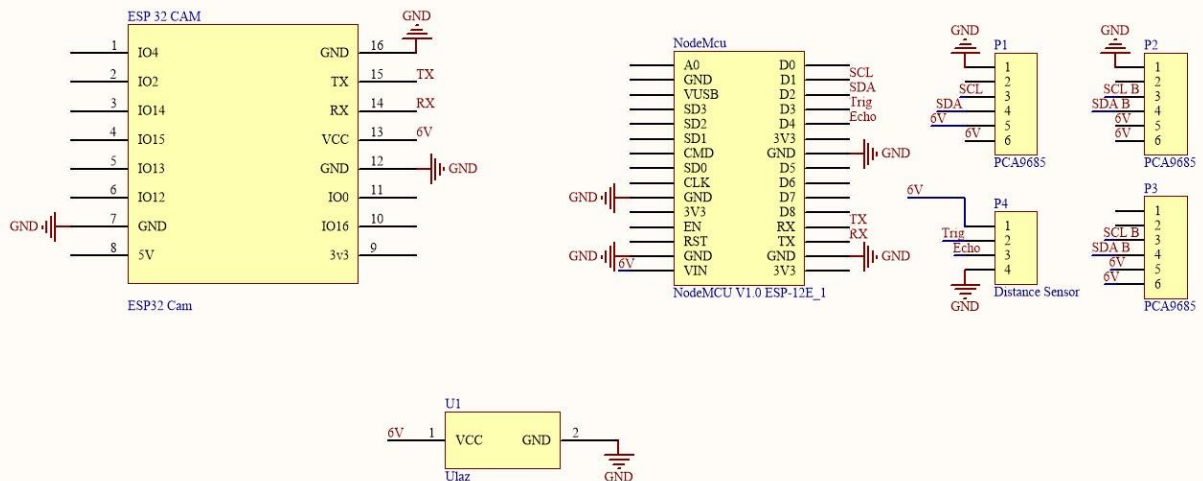 ESP 32 CAM
1 IO4 GND 16 GND
2 IO2 TX 15 TX
3 IO14 RX 14 RX
4 IO15 VCC 13 6V
5 IO13 GND 12 GND
6 IO12 IO0 11
GND 7 GND IO16 10
8 5V 3v3 9
ESP32 Cam
NodeMcu
A0 D0
GND D1 SCL
VUSB D2 SDA
SD3 D3 Trig
SD2 D4 Echo
SD1 3V3
CMD GND GND
SD0 D5
CLK D6
GND GND D7
3V3 D8
EN RX TX
RST TX RX
GND GND GND GND
6V VIN 3V3
NodeMCU V1.0 ESP-12E_1
GND P1
1
2
SCL 3
SDA 4
6V 5
6V 6
PCA9685
GND P2
1
2
SCL B 3
SDA B 4
6V 5
6V 6
PCA9685
P4
6V 1
Trig 2
Echo 3
4
GND Distance Sensor
P3
1
2
SCL B 3
SDA B 4
6V 5
6V 6
PCA9685
U1
6V 1 VCC GND 2
Ulaz GND